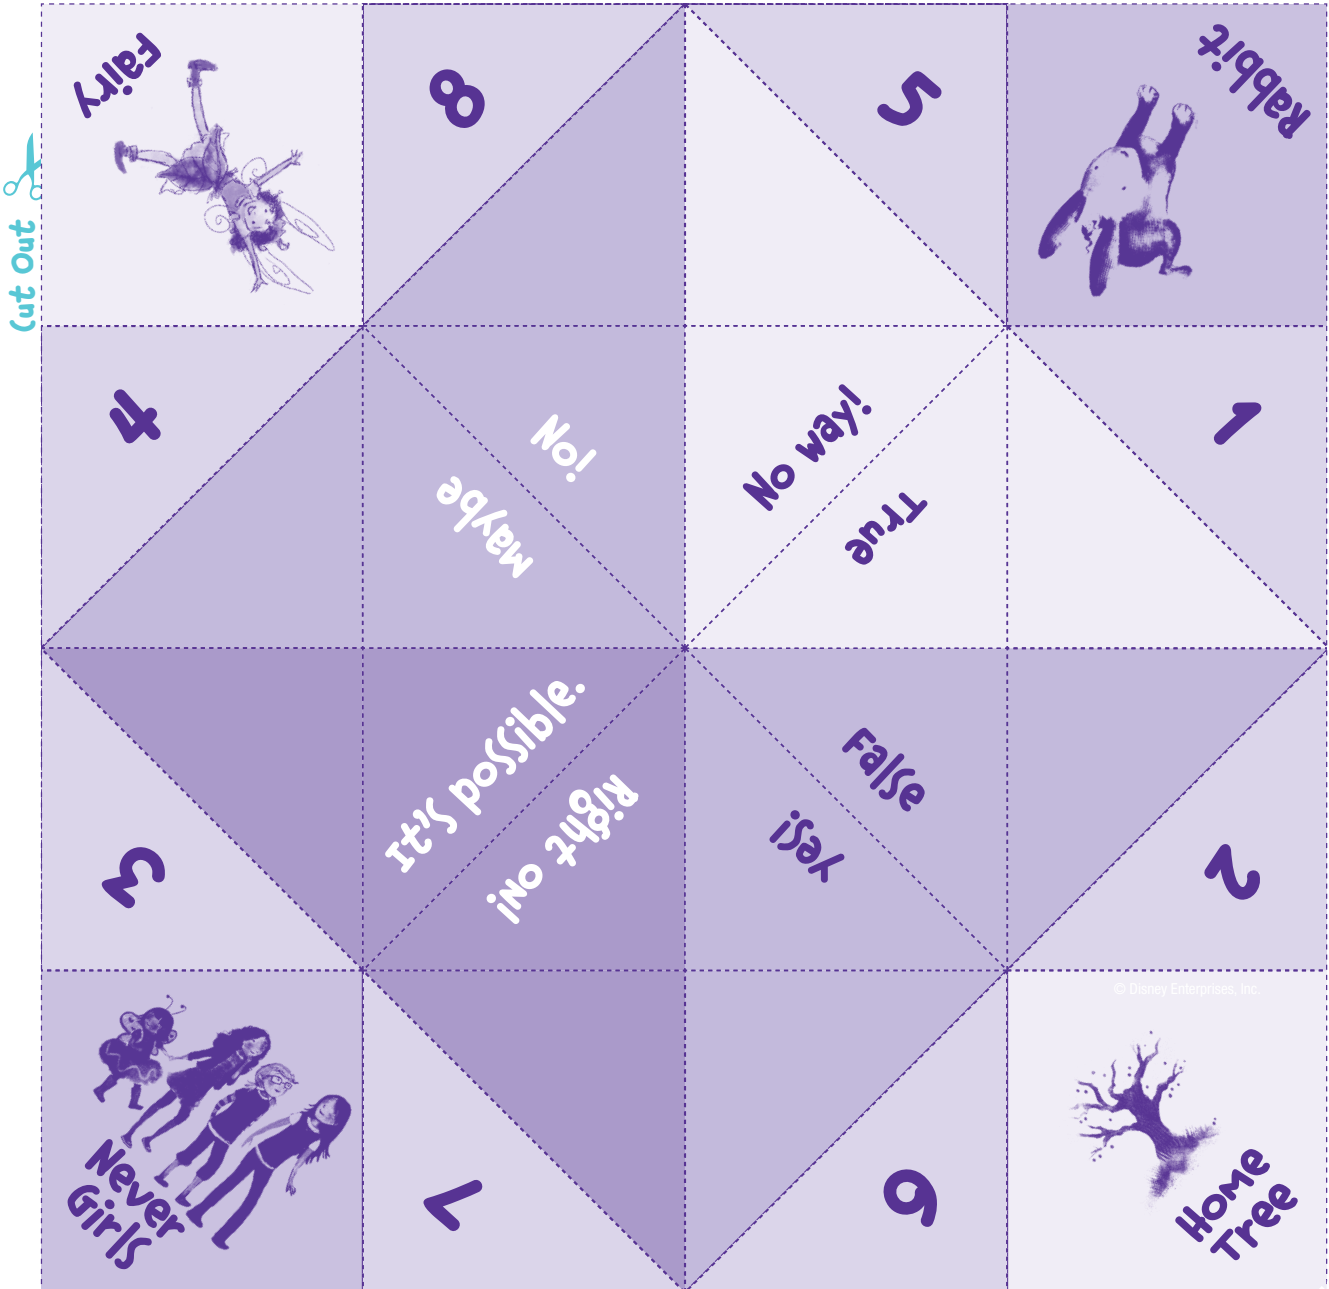 Fairy
8
5
Rabbit
Cut Out
4
No!
Maybe
No way!
True
1
3
It's possible.
Right on!
False
Yes!
2
© Disney Enterprises, Inc.
Never
Girls
7
6
Home
Tree